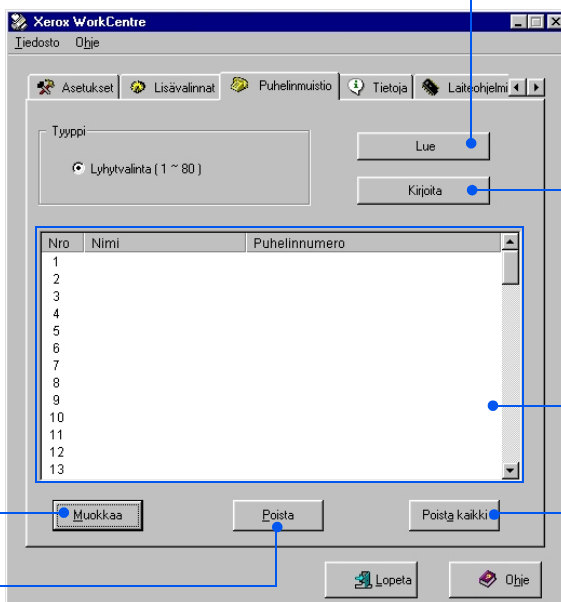 Xerox WorkCentre
Tiedosto Ohje
Asetukset Lisävalinnat Puhelinmuistio Tietoja Laiteohjelmi
Tyyppi
Lyhytvalinta ( 1 ~ 80 )
Lue
Kirjoita
Nro Nimi Puhelinnumero
1
2
3
4
5
6
7
8
9
10
11
12
13
Muokkaa Poista Poista kaikki
Lopeta Ohje